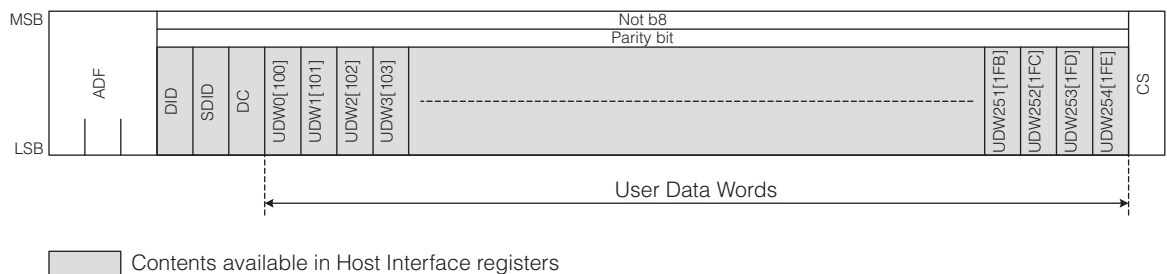 MSB
Not b8
Parity bit
ADF
DID
SDID
DC
UDW0[100]
UDW1[101]
UDW2[102]
UDW3[103]
UDW251[1FB]
UDW252[1FC]
UDW253[1FD]
UDW254[1FE]
CS
LSB
User Data Words
Contents available in Host Interface registers